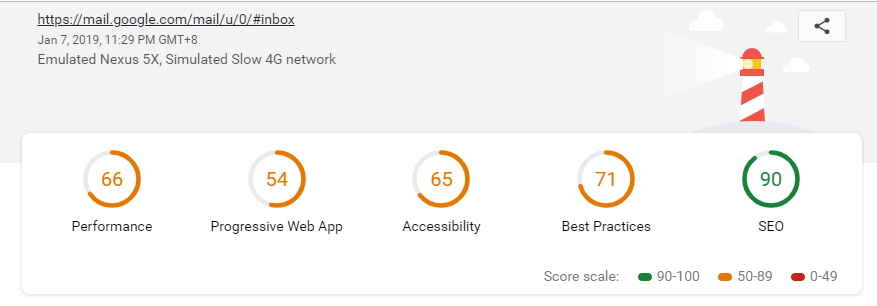 https://mail.google.com/mail/u/0/#inbox
Jan 7, 2019, 11:29 PM GMT+8
Emulated Nexus 5X, Simulated Slow 4G network
66 54 65 71 90
Performance Progressive Web App Accessibility Best Practices SEO
Score scale: 90-100 50-89 0-49